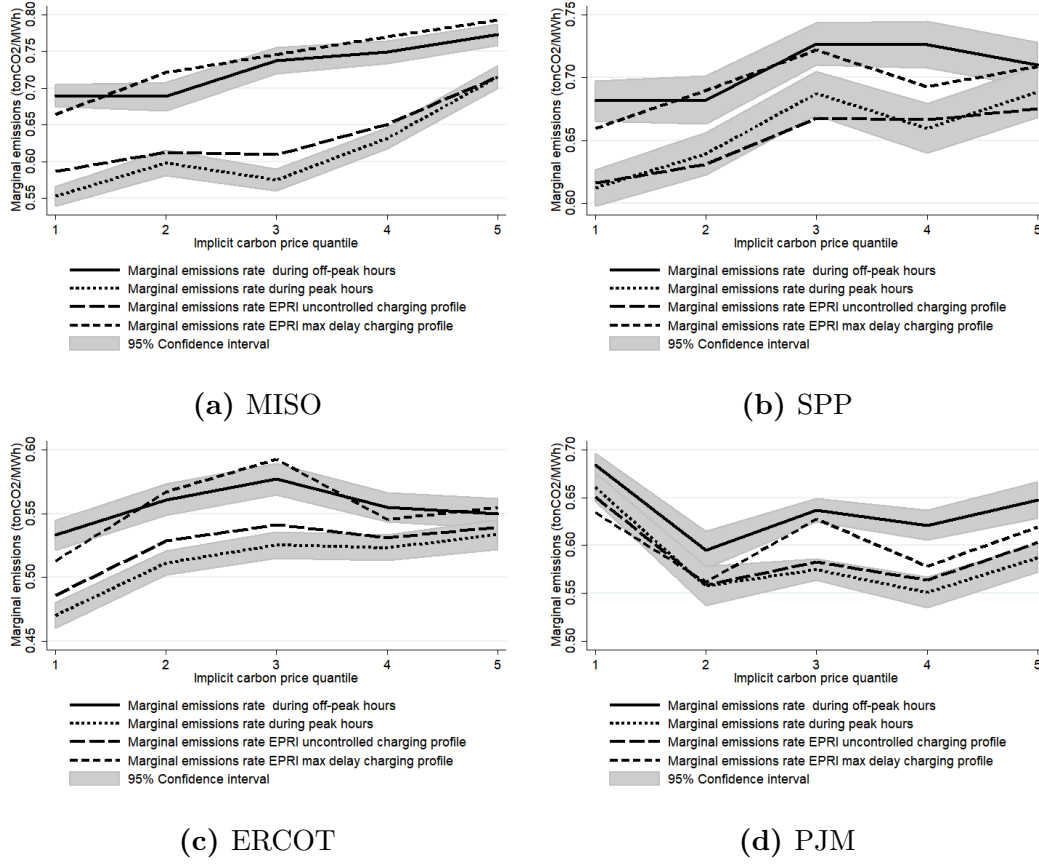 Marginal emissions (tonCO2/MWh)
0.80
0.75
0.70
0.65
0.60
0.55
1 2 3 4 5
Implicit carbon price quantile
Marginal emissions rate during off-peak hours
Marginal emissions rate during peak hours
Marginal emissions rate EPRI uncontrolled charging profile
Marginal emissions rate EPRI max delay charging profile
95% Confidence interval
(a) MISO
Marginal emissions (tonCO2/MWh)
0.75
0.70
0.65
0.60
1 2 3 4 5
Implicit carbon price quantile
Marginal emissions rate during off-peak hours
Marginal emissions rate during peak hours
Marginal emissions rate EPRI uncontrolled charging profile
Marginal emissions rate EPRI max delay charging profile
95% Confidence interval
(b) SPP
Marginal emissions (tonCO2/MWh)
0.60
0.55
0.50
0.45
1 2 3 4 5
Implicit carbon price quantile
Marginal emissions rate during off-peak hours
Marginal emissions rate during peak hours
Marginal emissions rate EPRI uncontrolled charging profile
Marginal emissions rate EPRI max delay charging profile
95% Confidence interval
(c) ERCOT
Marginal emissions (tonCO2/MWh)
0.70
0.65
0.60
0.55
0.50
1 2 3 4 5
Implicit carbon price quantile
Marginal emissions rate during off-peak hours
Marginal emissions rate during peak hours
Marginal emissions rate EPRI uncontrolled charging profile
Marginal emissions rate EPRI max delay charging profile
95% Confidence interval
(d) PJM